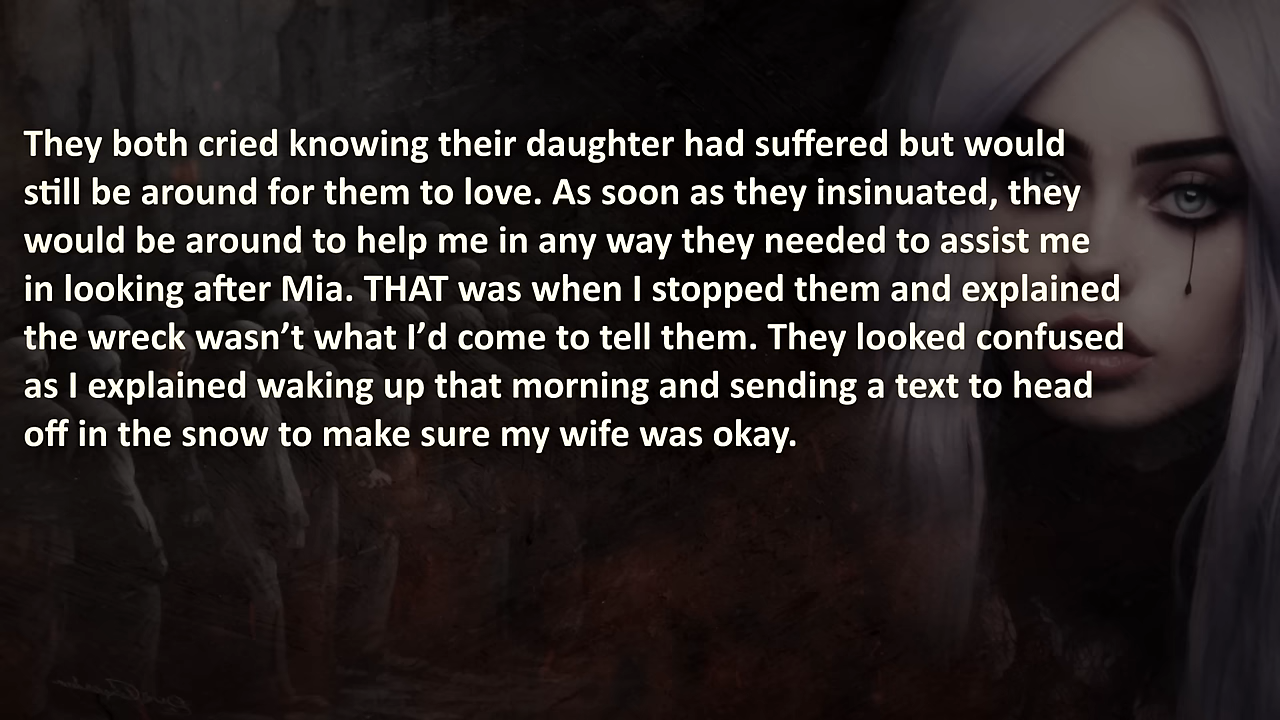 They both cried knowing their daughter had suffered but would
still be around for them to love. As soon as they insinuated, they
would be around to help me in any way they needed to assist me
in looking after Mia. THAT was when I stopped them and explained
the wreck wasn’t what I’d come to tell them. They looked confused
as I explained waking up that morning and sending a text to head
off in the snow to make sure my wife was okay.